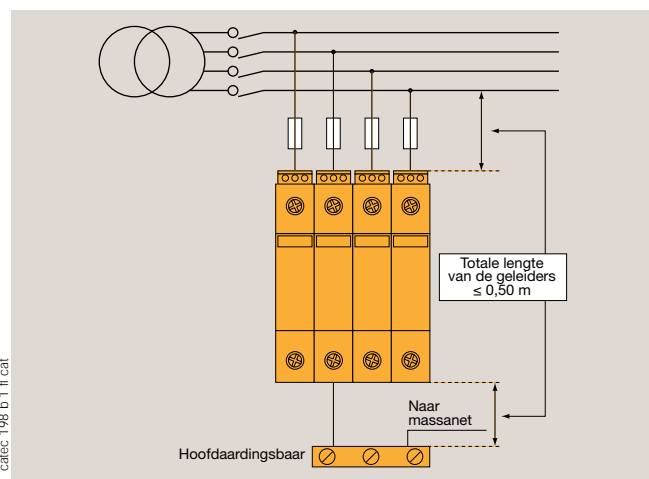 Totale lengte
van de geleiders
≤ 0,50 m
Naar
massanet
Hoofdaardingsbaar
catec 198 b 1 fl cat